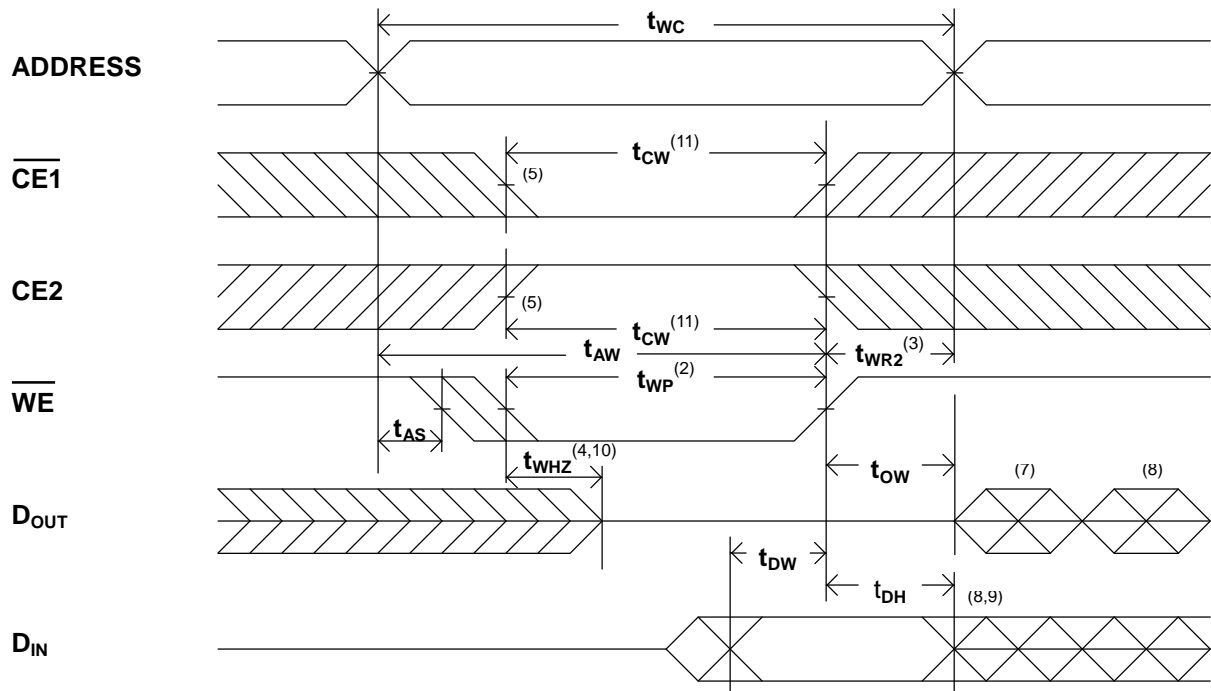 tWC
ADDRESS
CE1
tCW(11)
(5)
CE2
(5)
tCW(11)
tAW
tWR2(3)
WE
tWP(2)
tAS
tWHZ(4,10)
tOW
(7)
(8)
DOUT
tDW
tDH
(8,9)
DIN